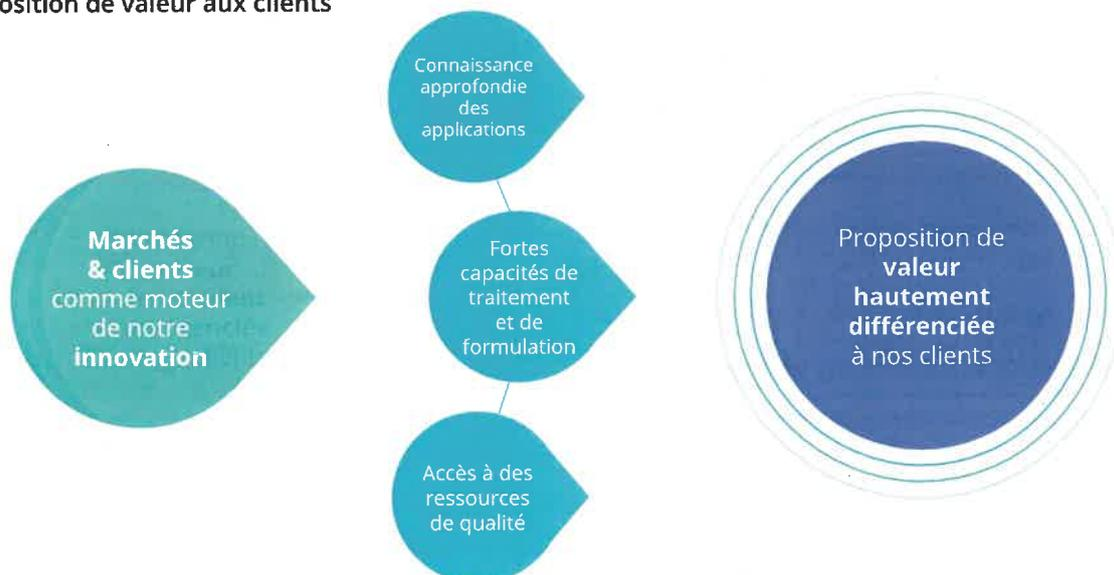 osition de valeur aux clients
Connaissance
approfondie
des
applications
Marchés
& clients
comme moteur
de notre
innovation
Fortes
capacités de
traitement
et de
formulation
Proposition de
valeur
hautement
différenciée
à nos clients
Accès à des
ressources
de qualité